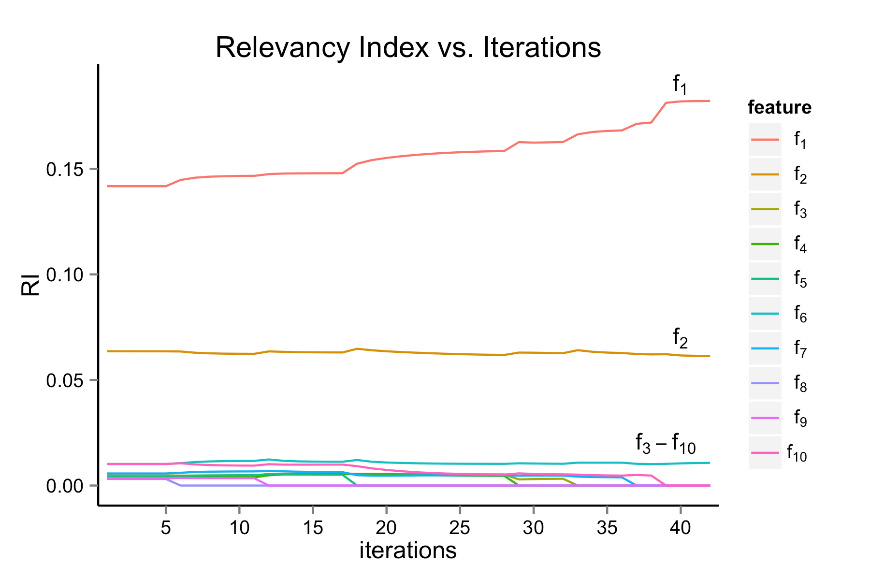 Relevancy Index vs. Iterations
f₁
feature
f₁
0.15
f₂
f₃
f₄
RI
0.10
f₅
f₆
f₂
f₇
0.05
f₈
f₉
f₃ – f₁₀
f₁₀
0.00
5 10 15 20 25 30 35 40
iterations